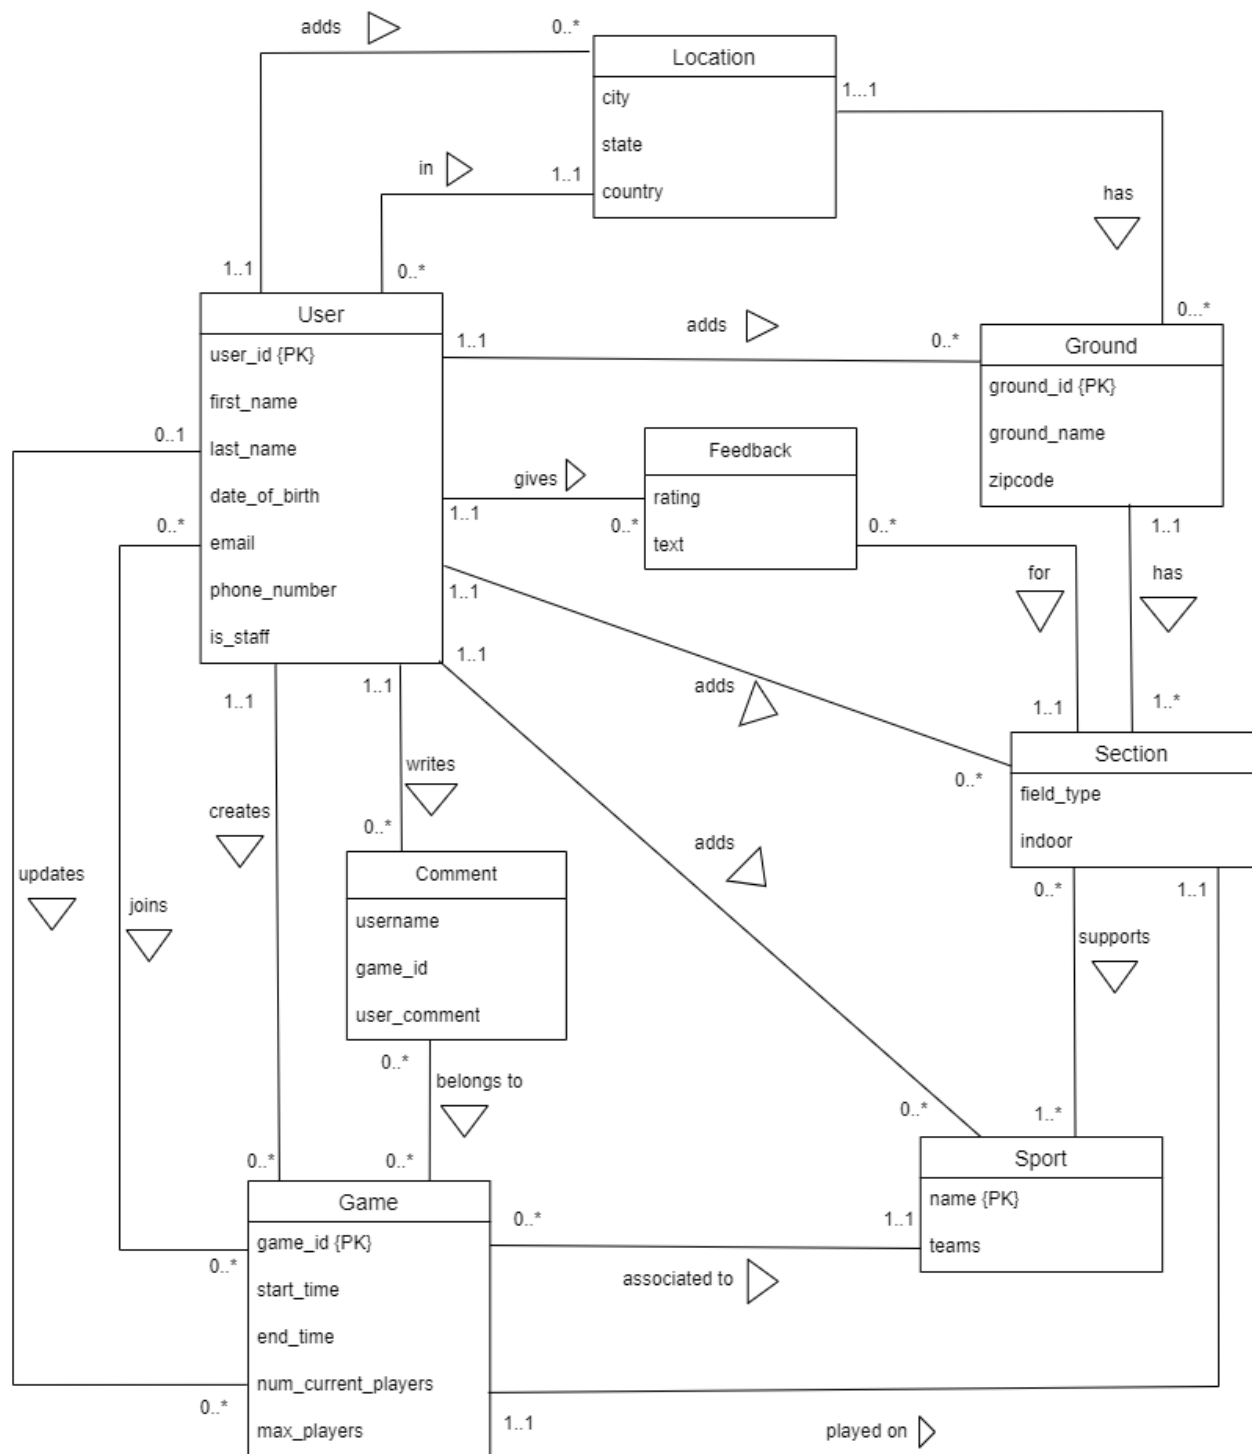 adds
0..*
Location
city
state
country
1...1
in
1..1
has
1..1
0..*
0...*
User
user_id {PK}
first_name
last_name
date_of_birth
email
phone_number
is_staff
adds
1..1
0..*
Ground
ground_id {PK}
ground_name
zipcode
0..1
0..*
gives
1..1
0..*
Feedback
rating
text
0..*
1..1
for
has
1..1
1..1
adds
1..1
1..*
0..*
Section
field_type
indoor
1..1
1..1
writes
creates
0..*
adds
updates
joins
Comment
username
game_id
user_comment
0..*
1..1
supports
0..*
belongs to
0..*
1..*
0..*
0..*
Sport
name {PK}
teams
Game
game_id {PK}
start_time
end_time
num_current_players
max_players
0..*
1..1
associated to
0..*
0..*
1..1
played on